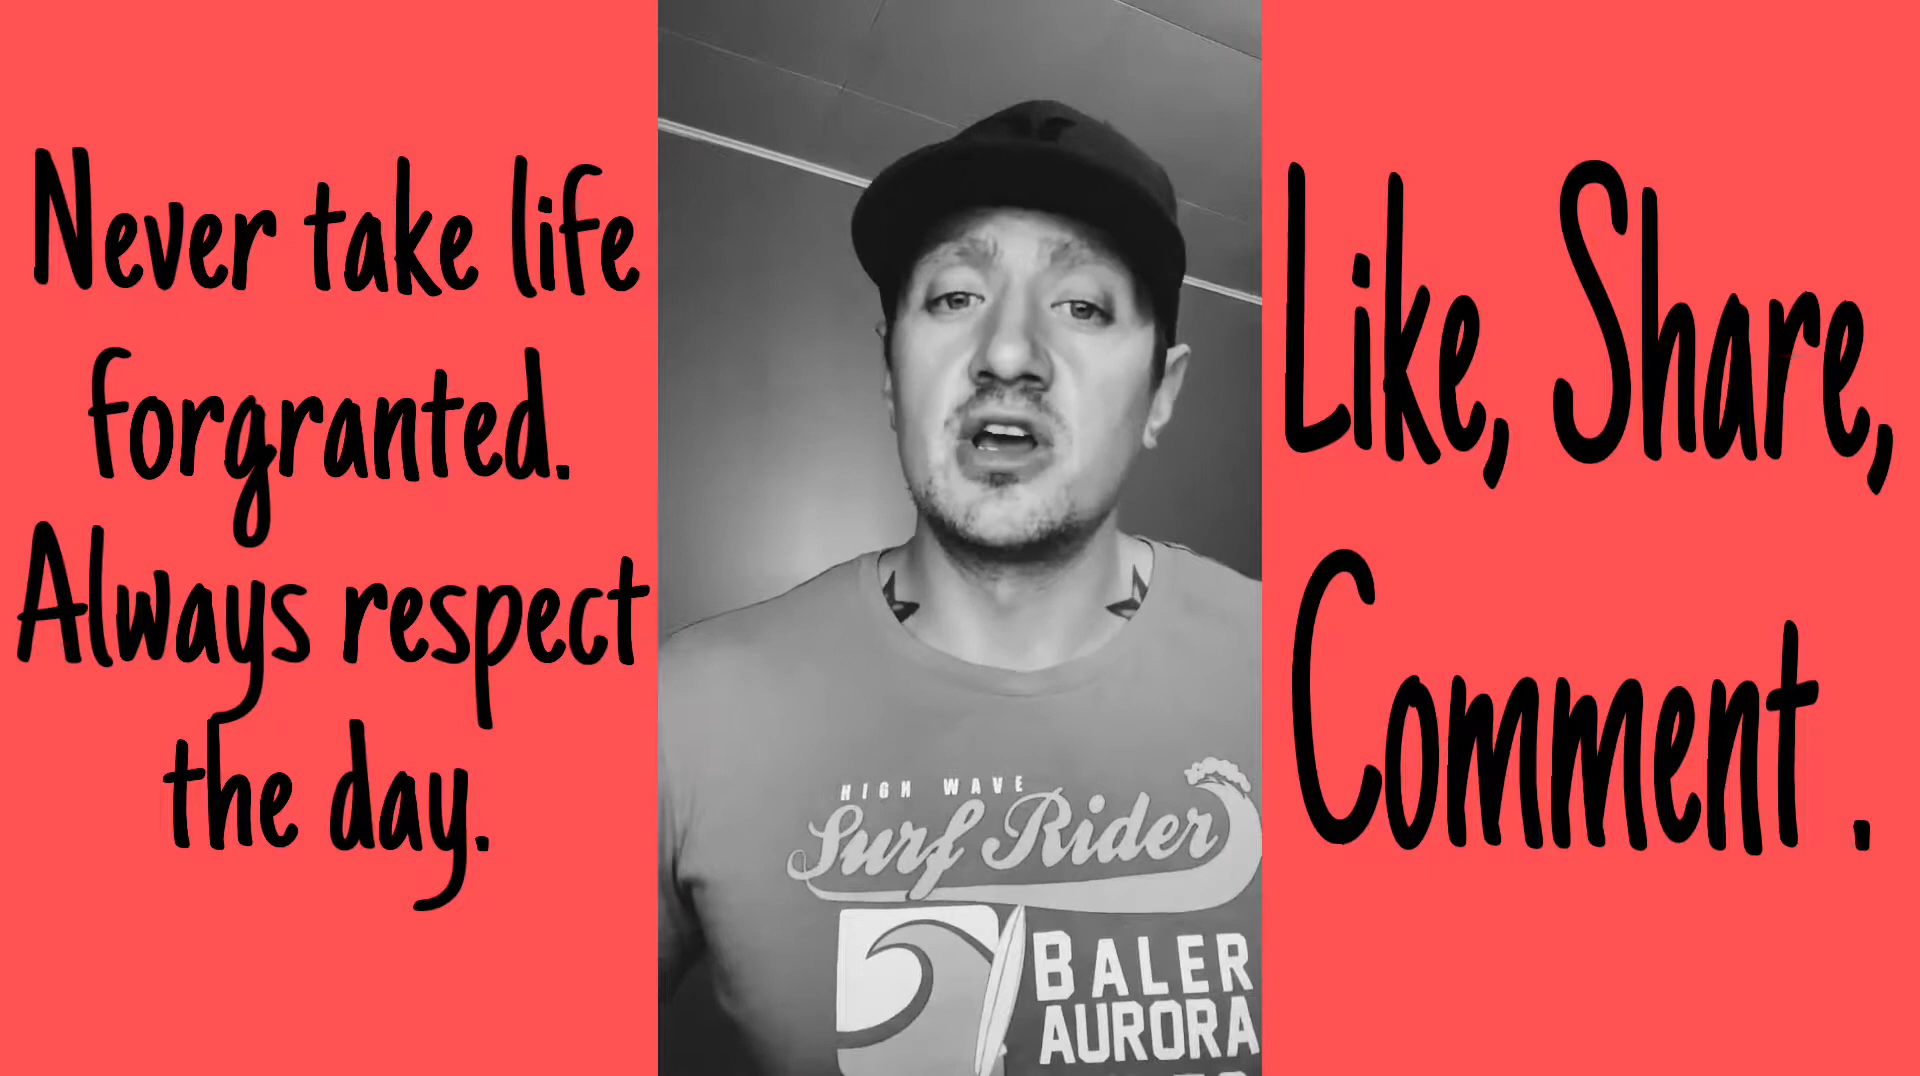 Never take life
forgranted.
Always respect
the day.
HIGH WAVE
Surf Rider
BALER
AURORA
Like, Share,
Comment .